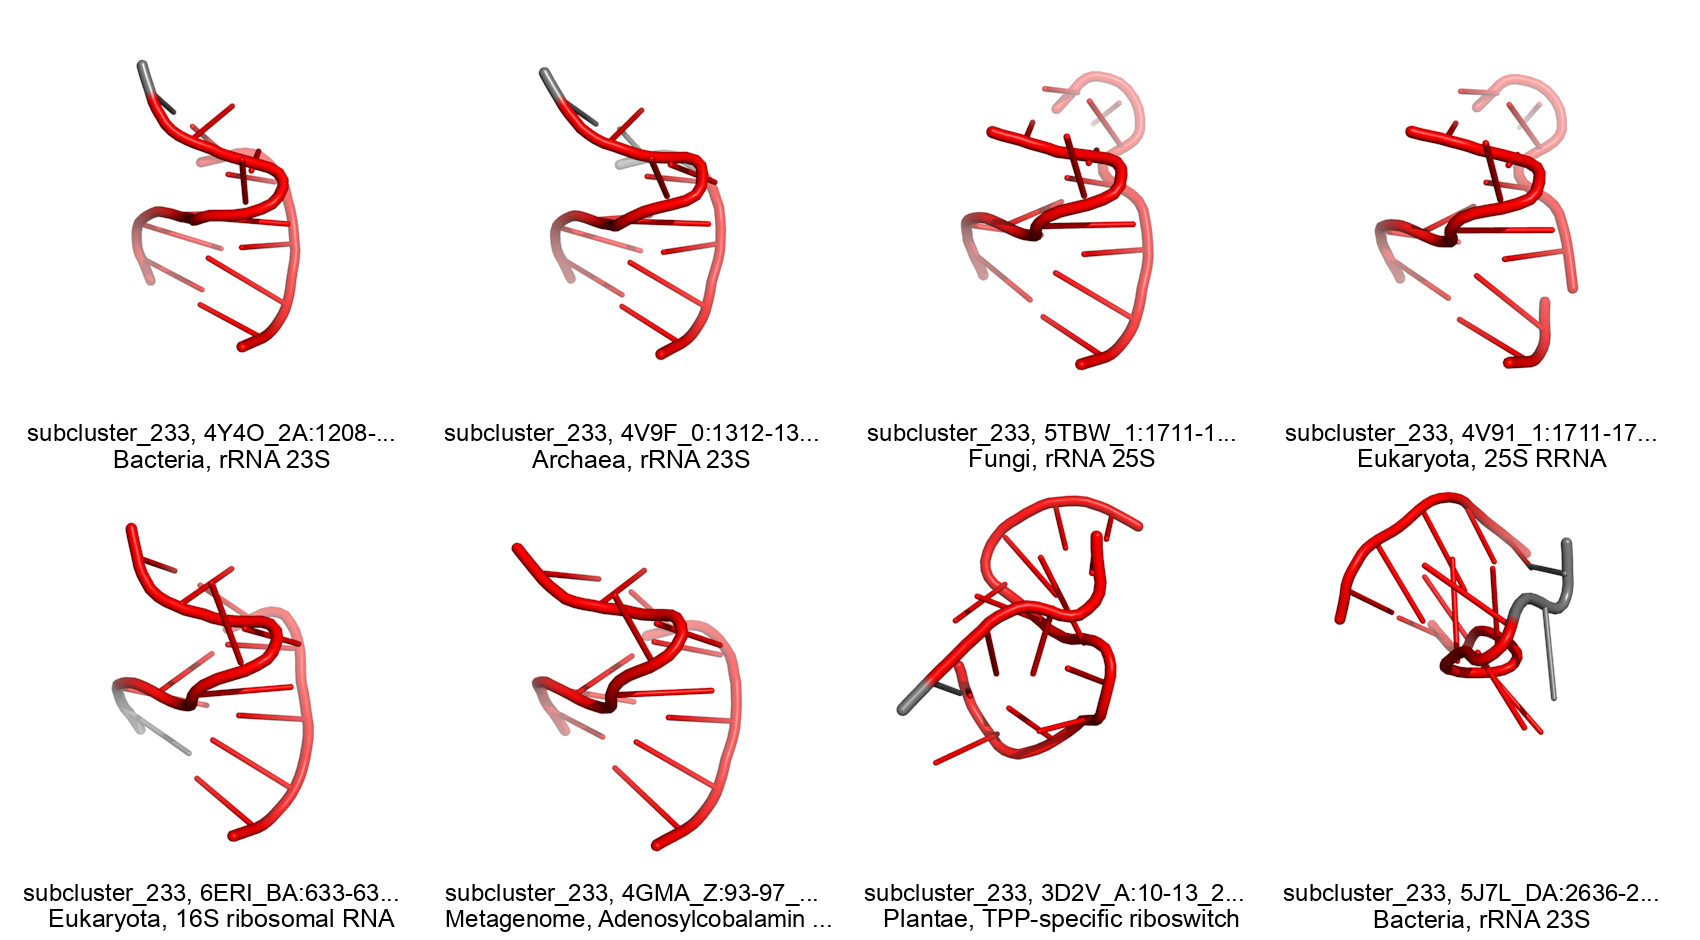 subcluster_233, 4Y4O_2A:1208-...
Bacteria, rRNA 23S
subcluster_233, 4V9F_0:1312-13...
Archaea, rRNA 23S
subcluster_233, 5TBW_1:1711-1...
Fungi, rRNA 25S
subcluster_233, 4V91_1:1711-17...
Eukaryota, 25S RRNA
subcluster_233, 6ERI_BA:633-63...
Eukaryota, 16S ribosomal RNA
subcluster_233, 4GMA_Z:93-97_...
Metagenome, Adenosylcobalamin ...
subcluster_233, 3D2V_A:10-13_2...
Plantae, TPP-specific riboswitch
subcluster_233, 5J7L_DA:2636-2...
Bacteria, rRNA 23S